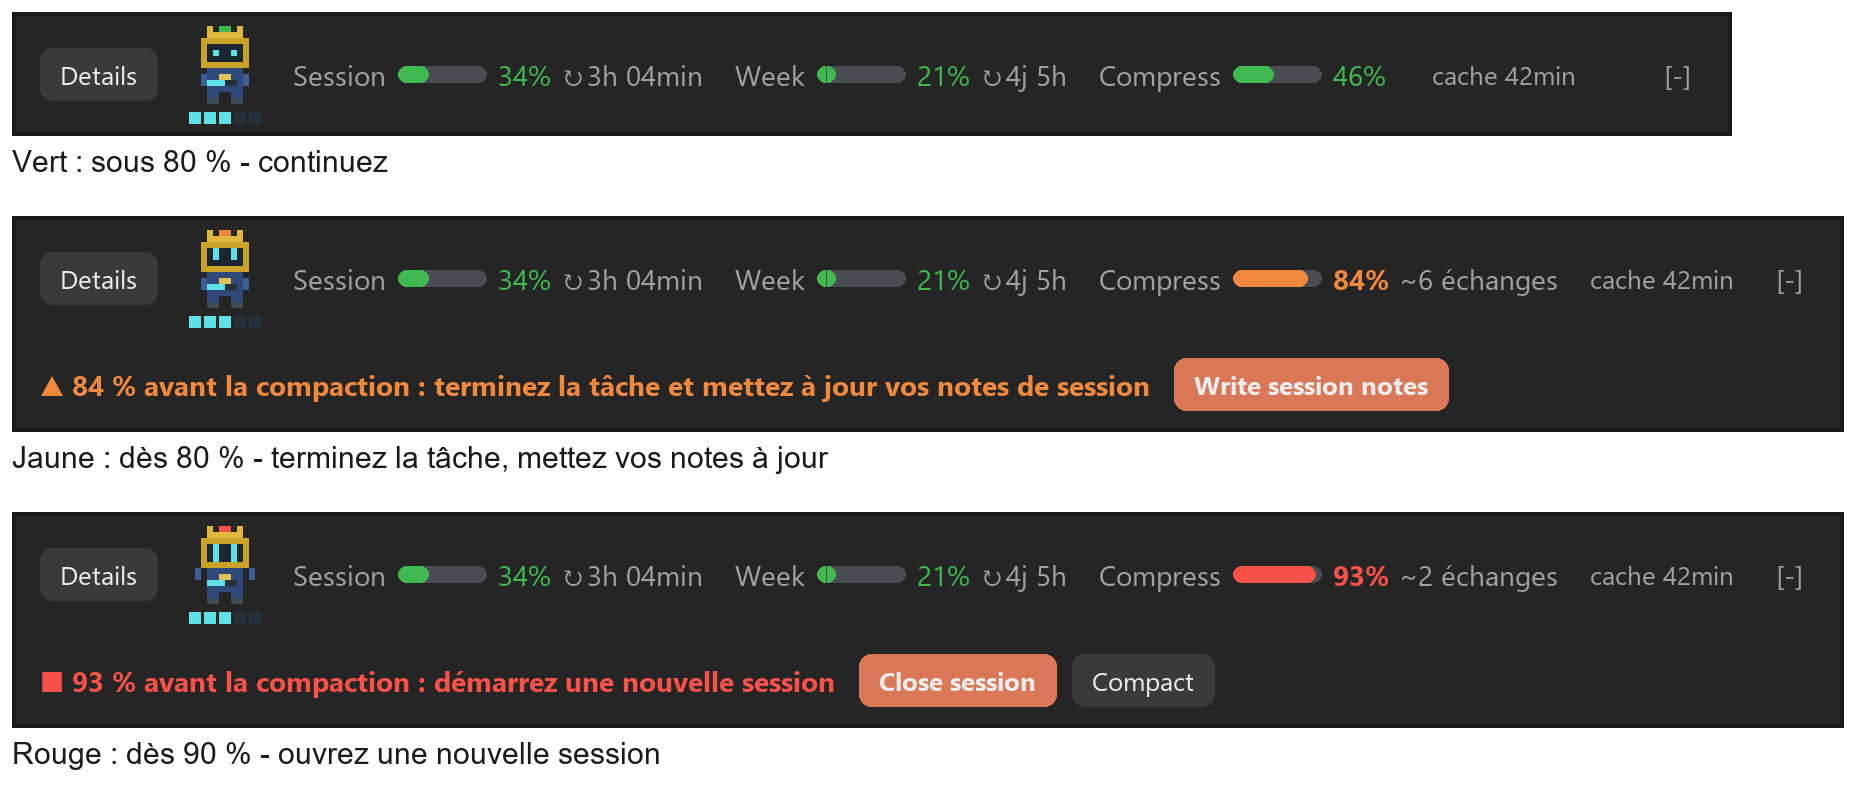 Details Session 34% ↻3h 04min Week 21% ↻4j 5h Compress 46% cache 42min [-]
Vert : sous 80 % - continuez
Details Session 34% ↻3h 04min Week 21% ↻4j 5h Compress 84% ~6 échanges cache 42min [-]
▲ 84 % avant la compaction : terminez la tâche et mettez à jour vos notes de session Write session notes
Jaune : dès 80 % - terminez la tâche, mettez vos notes à jour
Details Session 34% ↻3h 04min Week 21% ↻4j 5h Compress 93% ~2 échanges cache 42min [-]
■ 93 % avant la compaction : démarrez une nouvelle session Close session Compact
Rouge : dès 90 % - ouvrez une nouvelle session